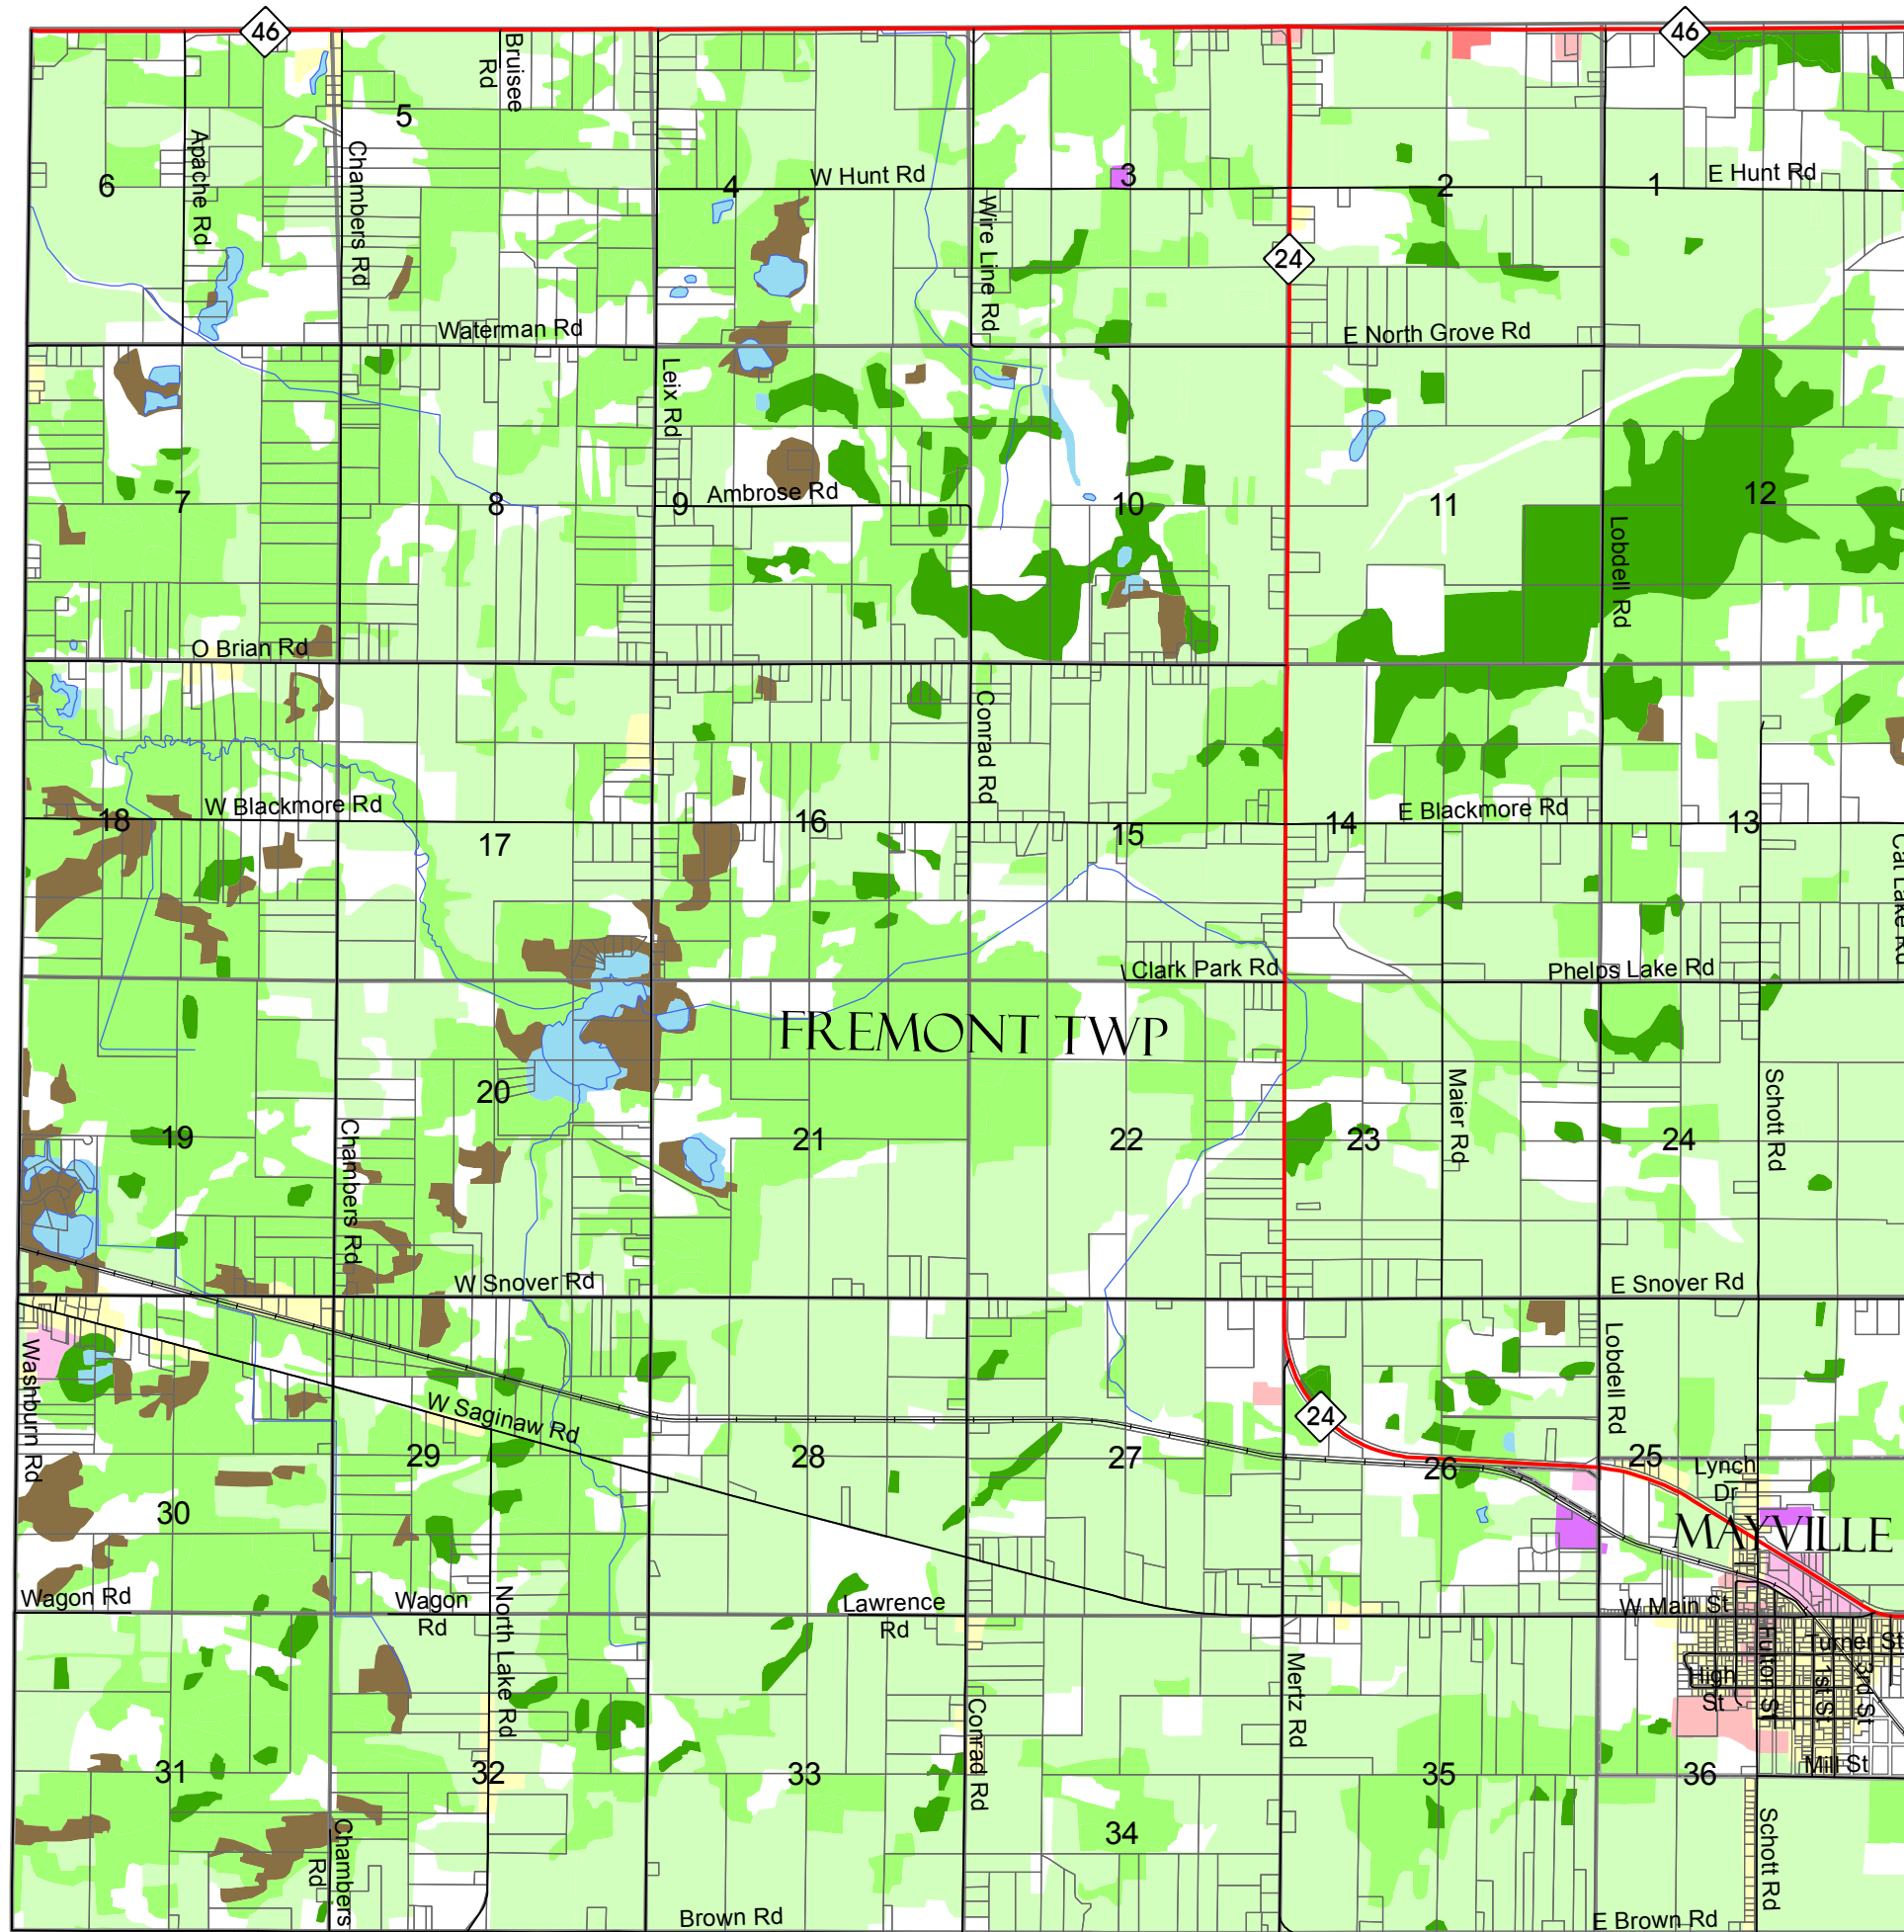 46
46
Bruisee
Rd
5
Apache Rd
Chambers Rd
6
4
W Hunt Rd
3
2
1
E Hunt Rd
Wire Line Rd
24
Waterman Rd
E North Grove Rd
Leix Rd
7
8
9
Ambrose Rd
10
11
12
Lobdell Rd
O Brian Rd
Conrad Rd
18
W Blackmore Rd
17
16
15
14
E Blackmore Rd
13
Cat Lake Rd
Clark Park Rd
Phelps Lake Rd
FREMONT TWP
20
19
21
22
23
24
Maier Rd
Schott Rd
Chambers Rd
W Snover Rd
E Snover Rd
Washburn Rd
Lobdell Rd
W Saginaw Rd
24
29
28
27
26
25
Lynch
Dr
30
MAYVILLE
Wagon Rd
Wagon
Rd
North Lake Rd
Lawrence
Rd
W Main St
Turner St
Fulton St
High
St
1st St
3rd St
Mertz Rd
Conrad Rd
Mill St
31
32
33
34
35
36
Chambers
Rd
Schott Rd
Brown Rd
E Brown Rd